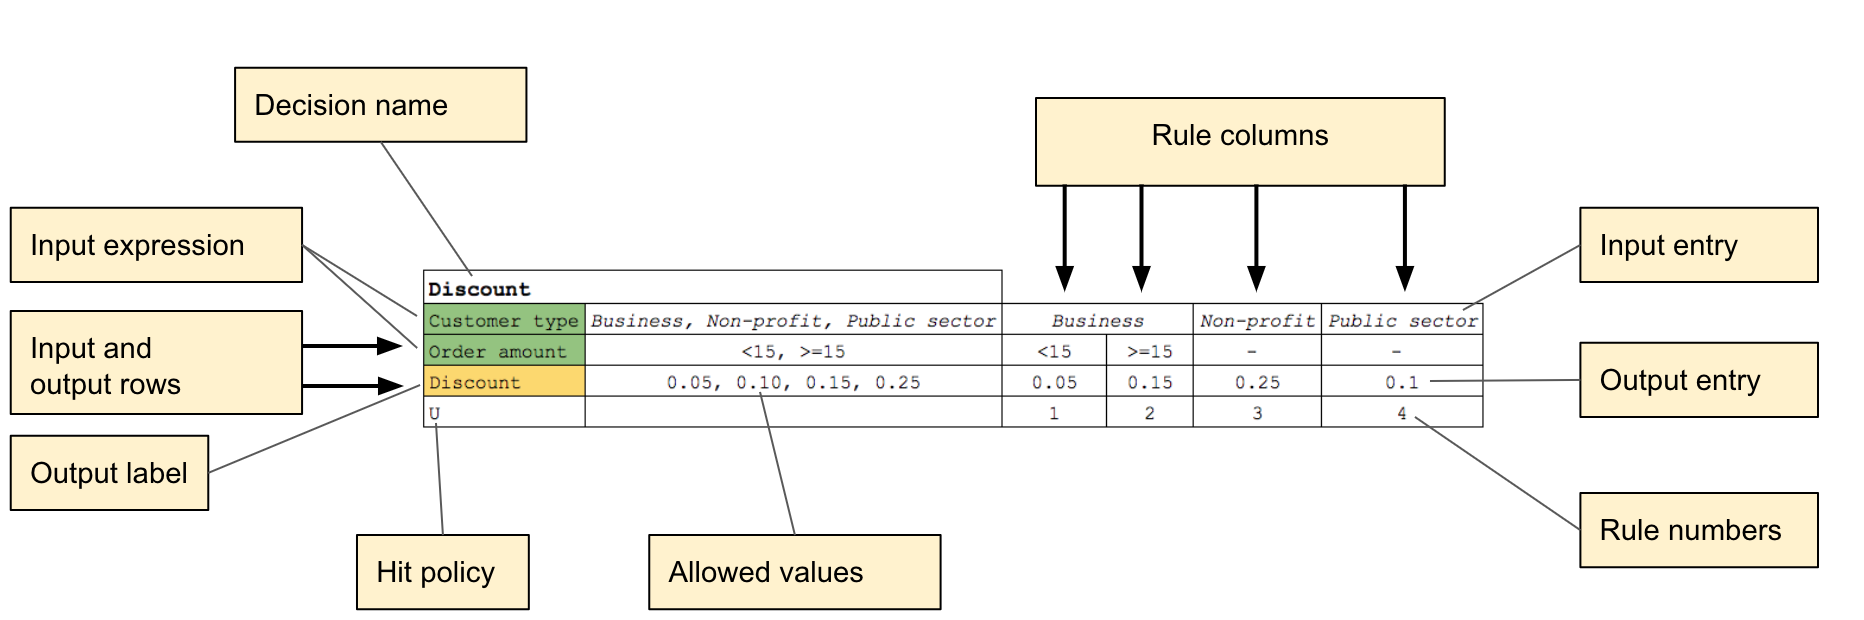 Decision name
Rule columns
Input expression
Input entry
Discount
Customer type Business, Non-profit, Public sector Business Non-profit Public sector
Input and
output rows
Order amount <15, >=15 <15 >=15 - -
Discount 0.05, 0.10, 0.15, 0.25 0.05 0.15 0.25 0.1
Output entry
U 1 2 3 4
Output label
Hit policy
Allowed values
Rule numbers